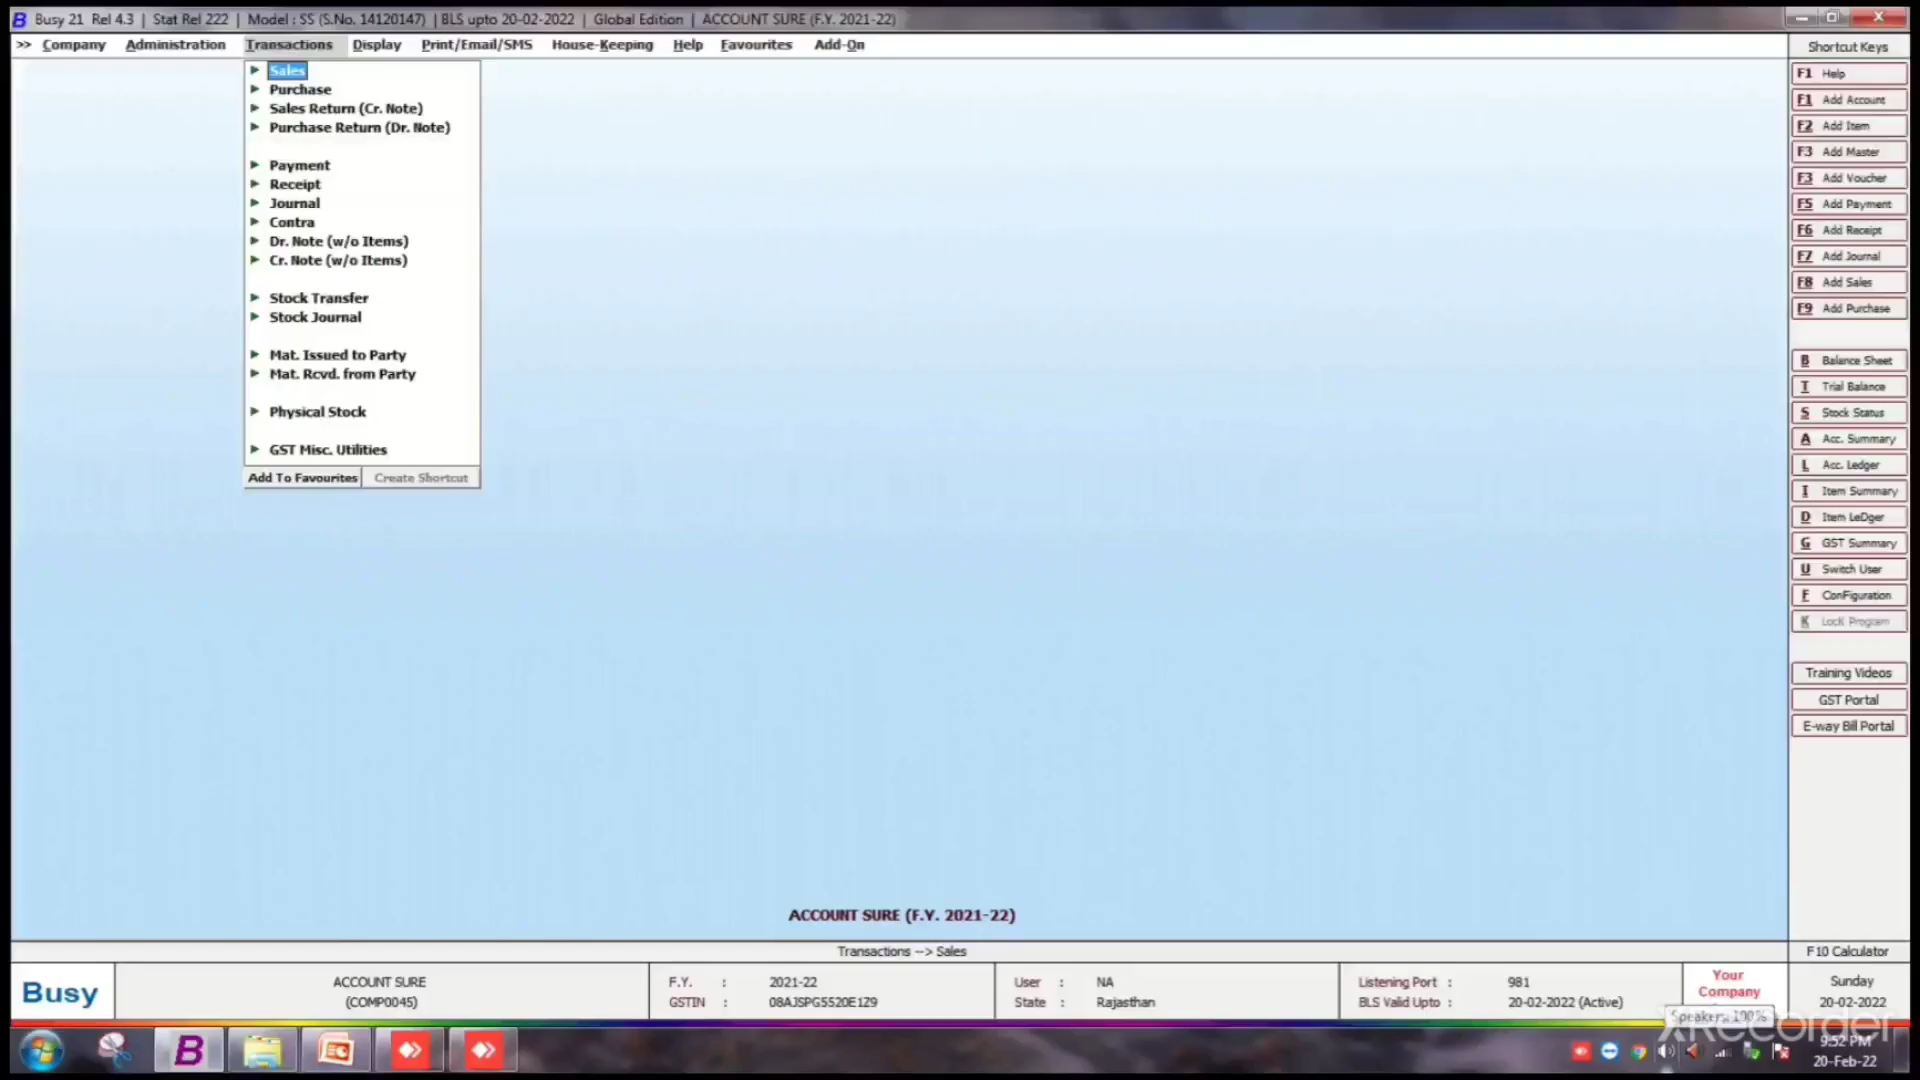 Busy 21 Rel 4.3 | Stat Rel 222 | Model : SS (S.No. 14120147) | BLS upto 20-02-2022 | Global Edition | ACCOUNT SURE (F.Y. 2021-22)
>> Company Administration Transactions Display Print/Email/SMS House-Keeping Help Favourites Add-On
Sales
Purchase
Sales Return (Cr. Note)
Purchase Return (Dr. Note)
Payment
Receipt
Journal
Contra
Dr. Note (w/o Items)
Cr. Note (w/o Items)
Stock Transfer
Stock Journal
Mat. Issued to Party
Mat. Rcvd. from Party
Physical Stock
GST Misc. Utilities
Add To Favourites Create Shortcut
Shortcut Keys
F1 Help
F1 Add Account
F2 Add Item
F3 Add Master
F3 Add Voucher
F5 Add Payment
F6 Add Receipt
F7 Add Journal
F8 Add Sales
F9 Add Purchase
B Balance Sheet
T Trial Balance
S Stock Status
A Acc. Summary
L Acc. Ledger
I Item Summary
D Item LeDger
G GST Summary
U Switch User
F ConFiguration
K LocK Program
Training Videos
GST Portal
E-way Bill Portal
ACCOUNT SURE (F.Y. 2021-22)
Transactions --> Sales
F10 Calculator
Busy
ACCOUNT SURE
(COMP0045)
F.Y. : 2021-22
GSTIN : 08AJSPG5520E1Z9
User : NA
State : Rajasthan
Listening Port : 981
BLS Valid Upto : 20-02-2022 (Active)
Your
Company
Sunday
20-02-2022
Speakers: 100%
XRecorder
9:52 PM
20-Feb-22